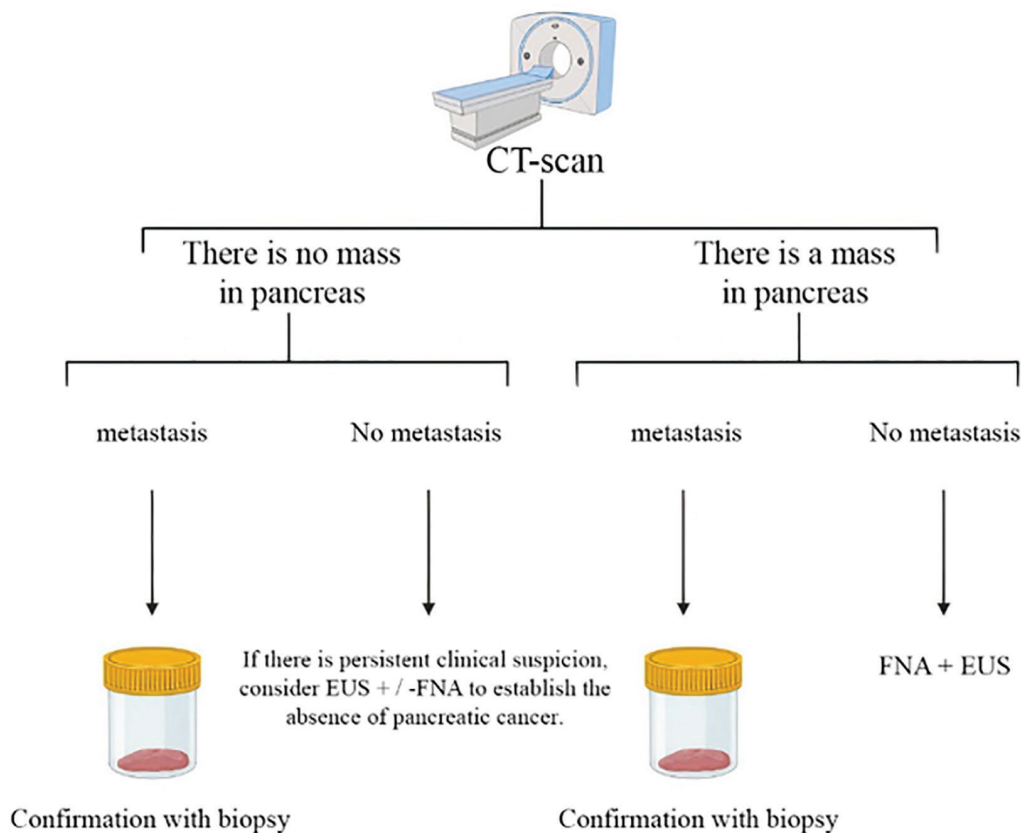 CT-scan
There is no mass
in pancreas
There is a mass
in pancreas
metastasis
No metastasis
metastasis
No metastasis
If there is persistent clinical suspicion,
consider EUS + / -FNA to establish the
absence of pancreatic cancer.
FNA + EUS
Confirmation with biopsy
Confirmation with biopsy